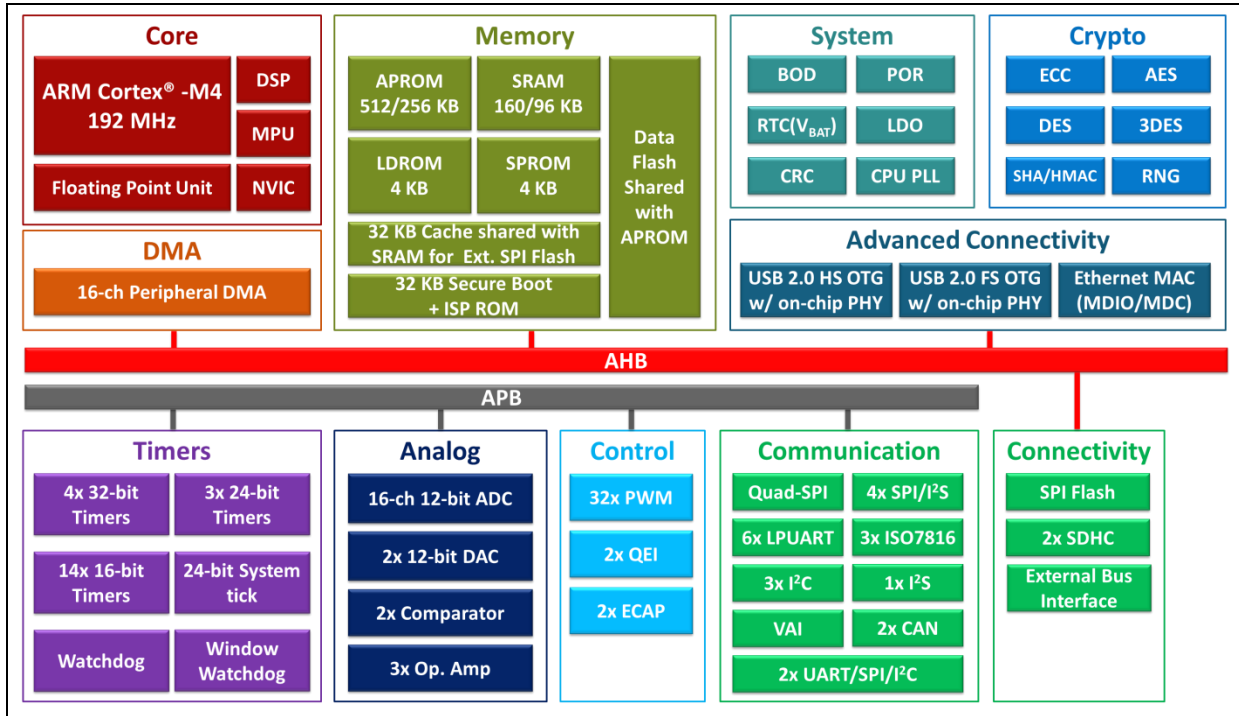 Core
ARM Cortex® -M4
192 MHz
DSP
MPU
Floating Point Unit
NVIC
DMA
16-ch Peripheral DMA
Memory
APROM
512/256 KB
SRAM
160/96 KB
LDROM
4 KB
SPROM
4 KB
32 KB Cache shared with
SRAM for Ext. SPI Flash
32 KB Secure Boot
+ ISP ROM
Data
Flash
Shared
with
APROM
System
BOD
POR
RTC(VBAT)
LDO
CRC
CPU PLL
Crypto
ECC
AES
DES
3DES
SHA/HMAC
RNG
Advanced Connectivity
USB 2.0 HS OTG
w/ on-chip PHY
USB 2.0 FS OTG
w/ on-chip PHY
Ethernet MAC
(MDIO/MDC)
AHB
APB
Timers
4x 32-bit
Timers
3x 24-bit
Timers
14x 16-bit
Timers
24-bit System
tick
Watchdog
Window
Watchdog
Analog
16-ch 12-bit ADC
2x 12-bit DAC
2x Comparator
3x Op. Amp
Control
32x PWM
2x QEI
2x ECAP
Communication
Quad-SPI
4x SPI/I²S
6x LPUART
3x ISO7816
3x I²C
1x I²S
VAI
2x CAN
2x UART/SPI/I²C
Connectivity
SPI Flash
2x SDHC
External Bus
Interface